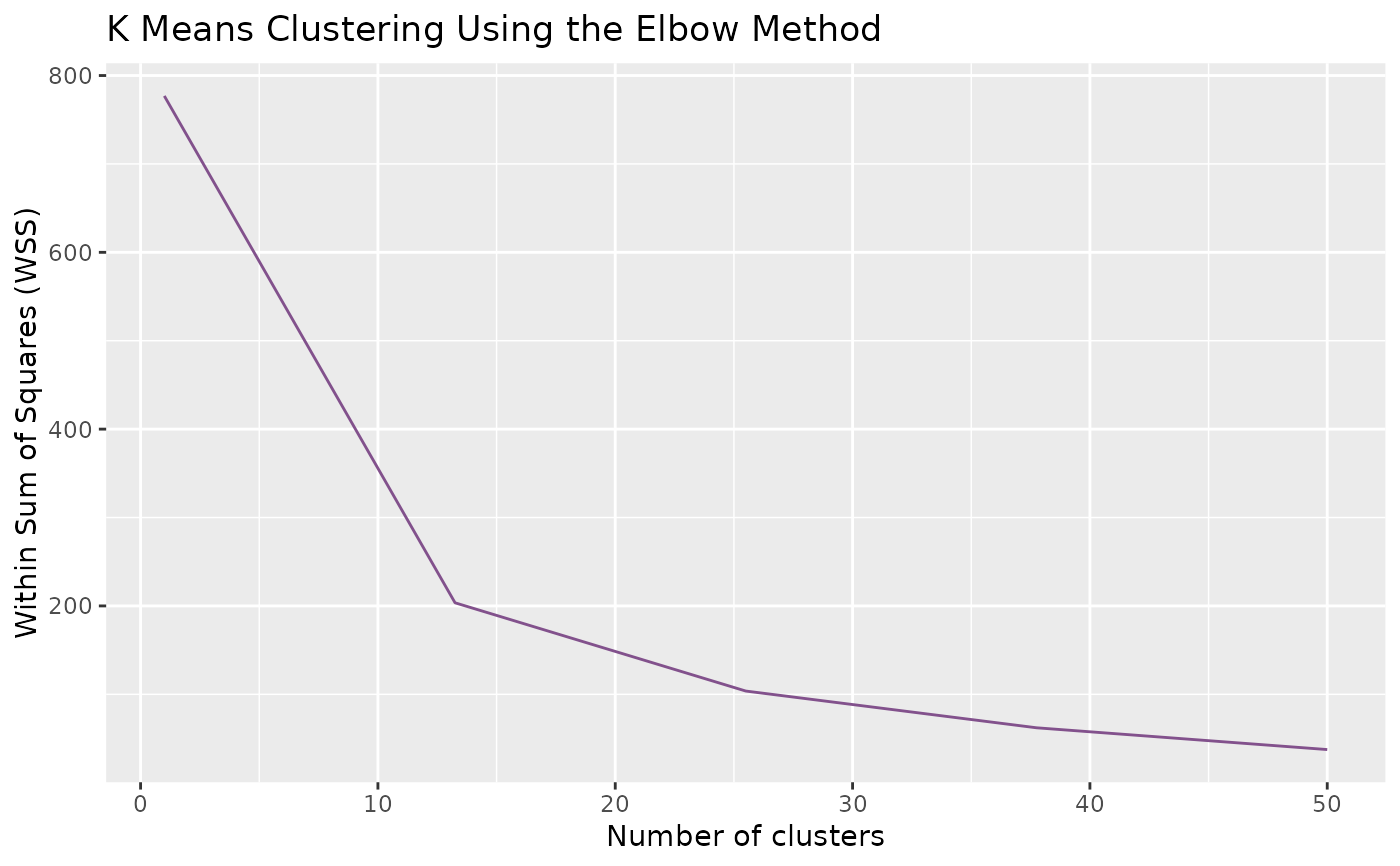 K Means Clustering Using the Elbow Method
Within Sum of Squares (WSS)
800
600
400
200
0 10 20 30 40 50
Number of clusters